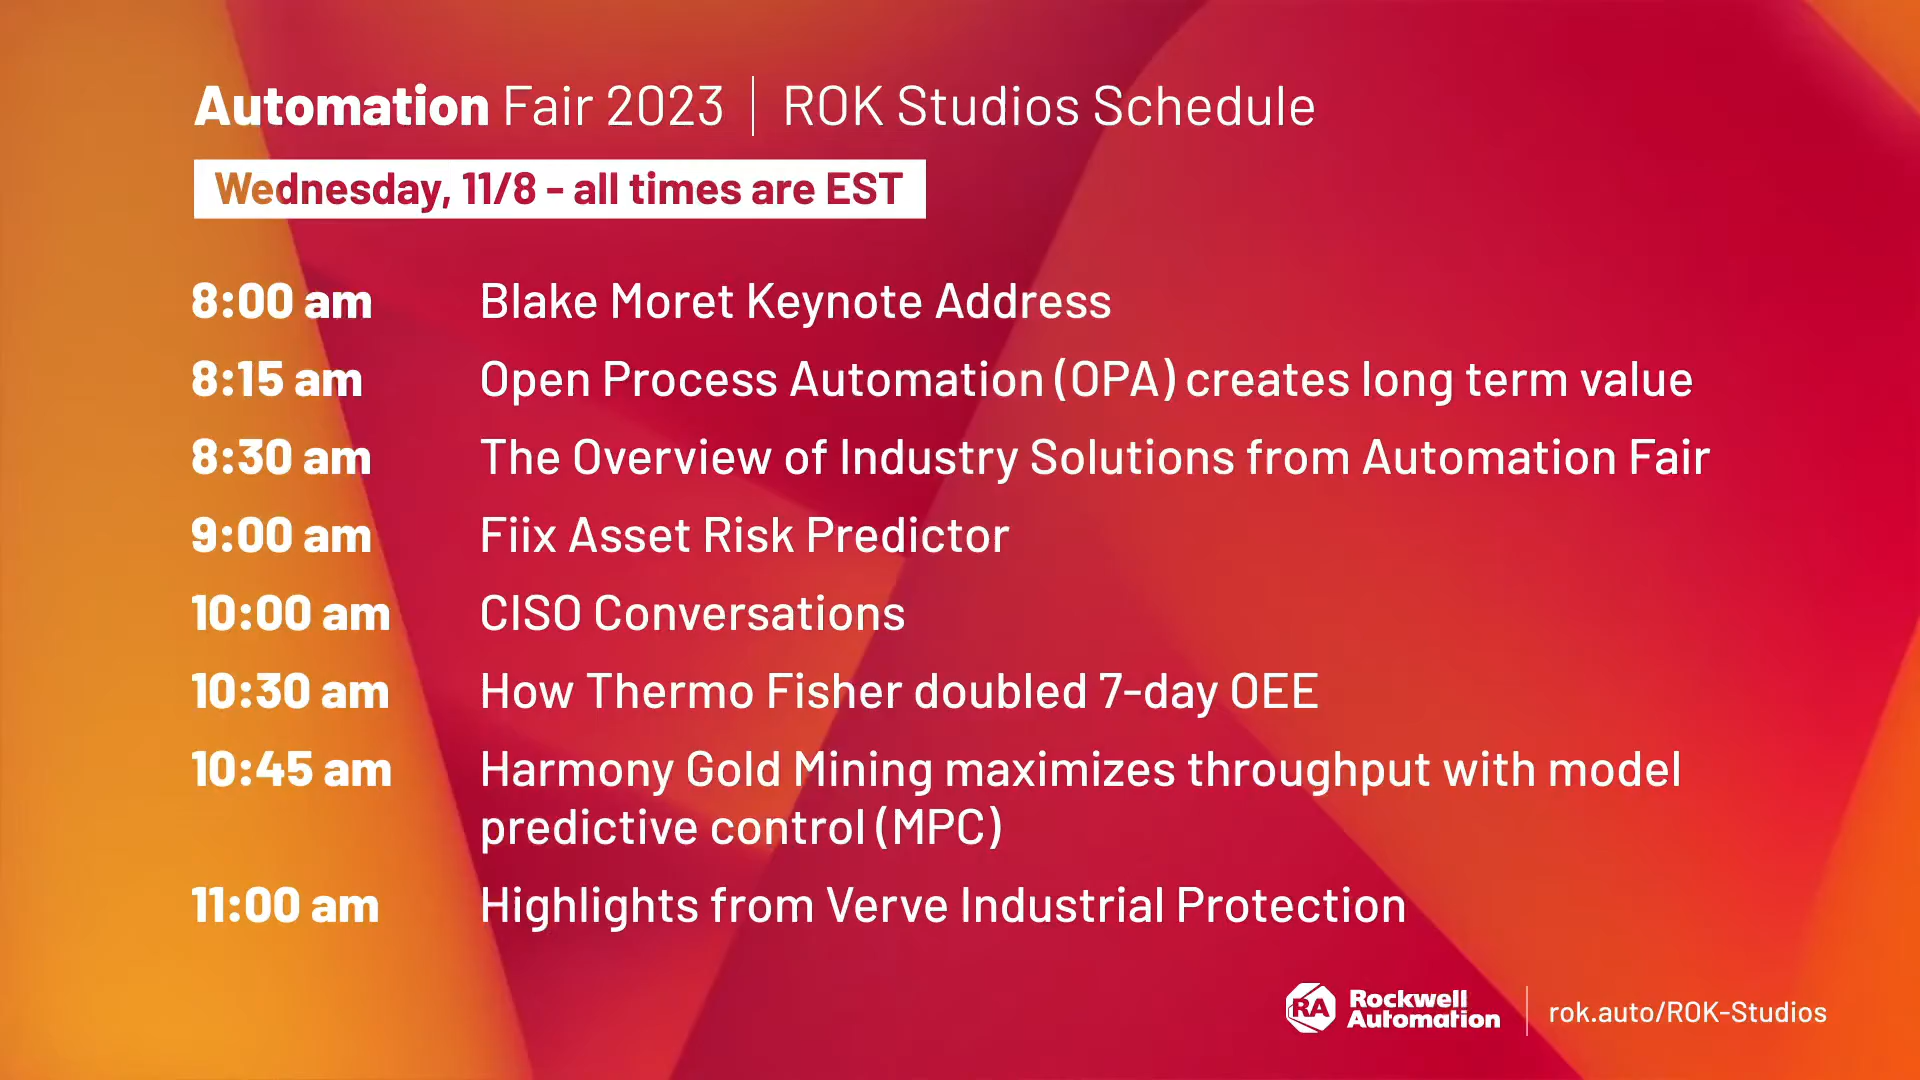 Automation Fair 2023 | ROK Studios Schedule
Wednesday, 11/8 - all times are EST
8:00 am Blake Moret Keynote Address
8:15 am Open Process Automation (OPA) creates long term value
8:30 am The Overview of Industry Solutions from Automation Fair
9:00 am Fiix Asset Risk Predictor
10:00 am CISO Conversations
10:30 am How Thermo Fisher doubled 7-day OEE
10:45 am Harmony Gold Mining maximizes throughput with model
predictive control (MPC)
11:00 am Highlights from Verve Industrial Protection
RA Rockwell
Automation
rok.auto/ROK-Studios